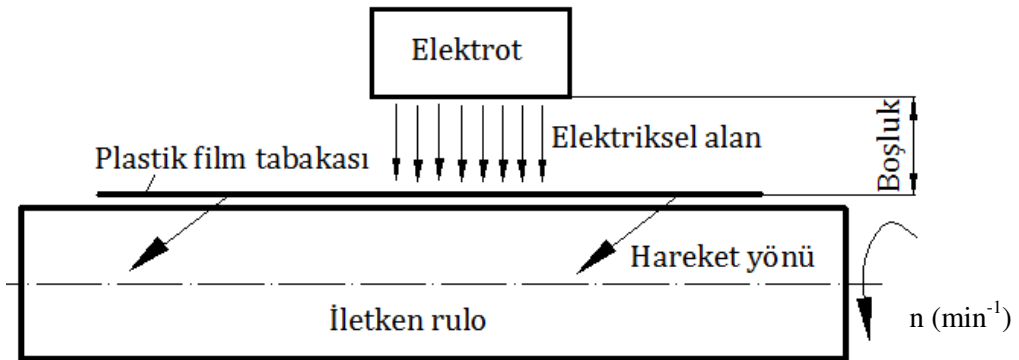 Elektrot
Elektriksel alan
Boşluk
Plastik film tabakası
Hareket yönü
İletken rulo
n (min⁻¹)